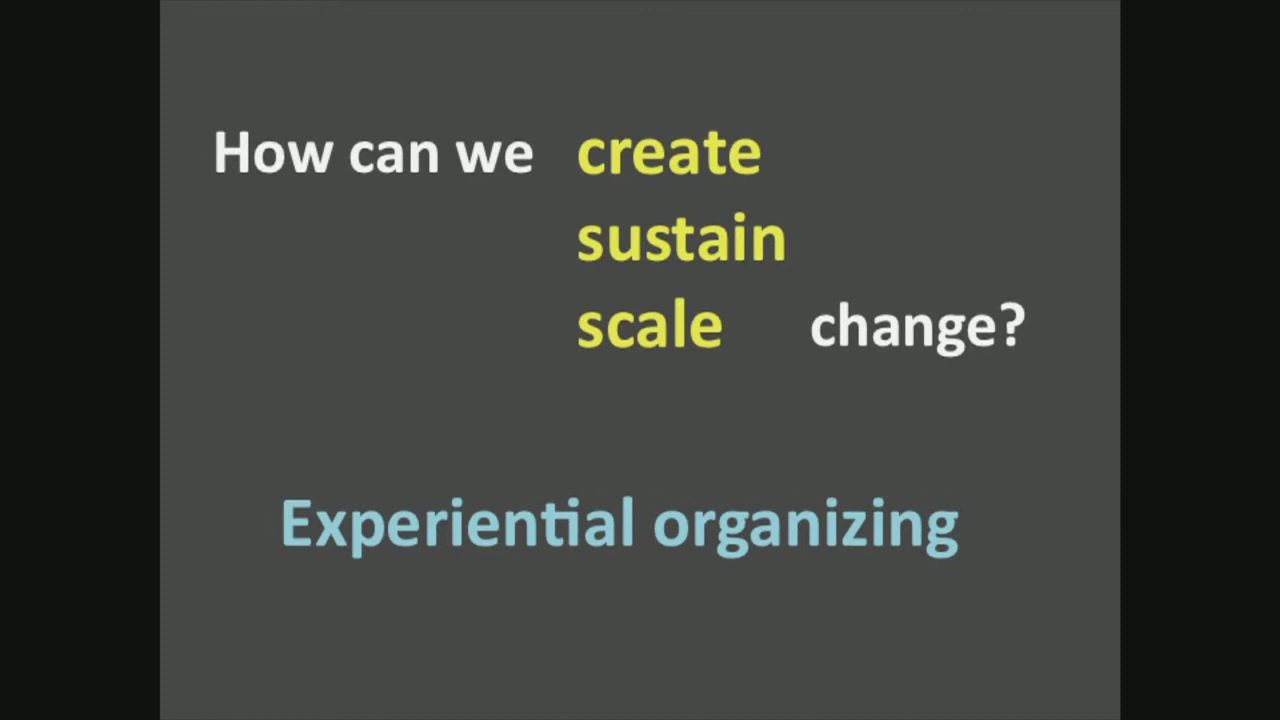 How can we create
sustain
scale change?
Experiential organizing